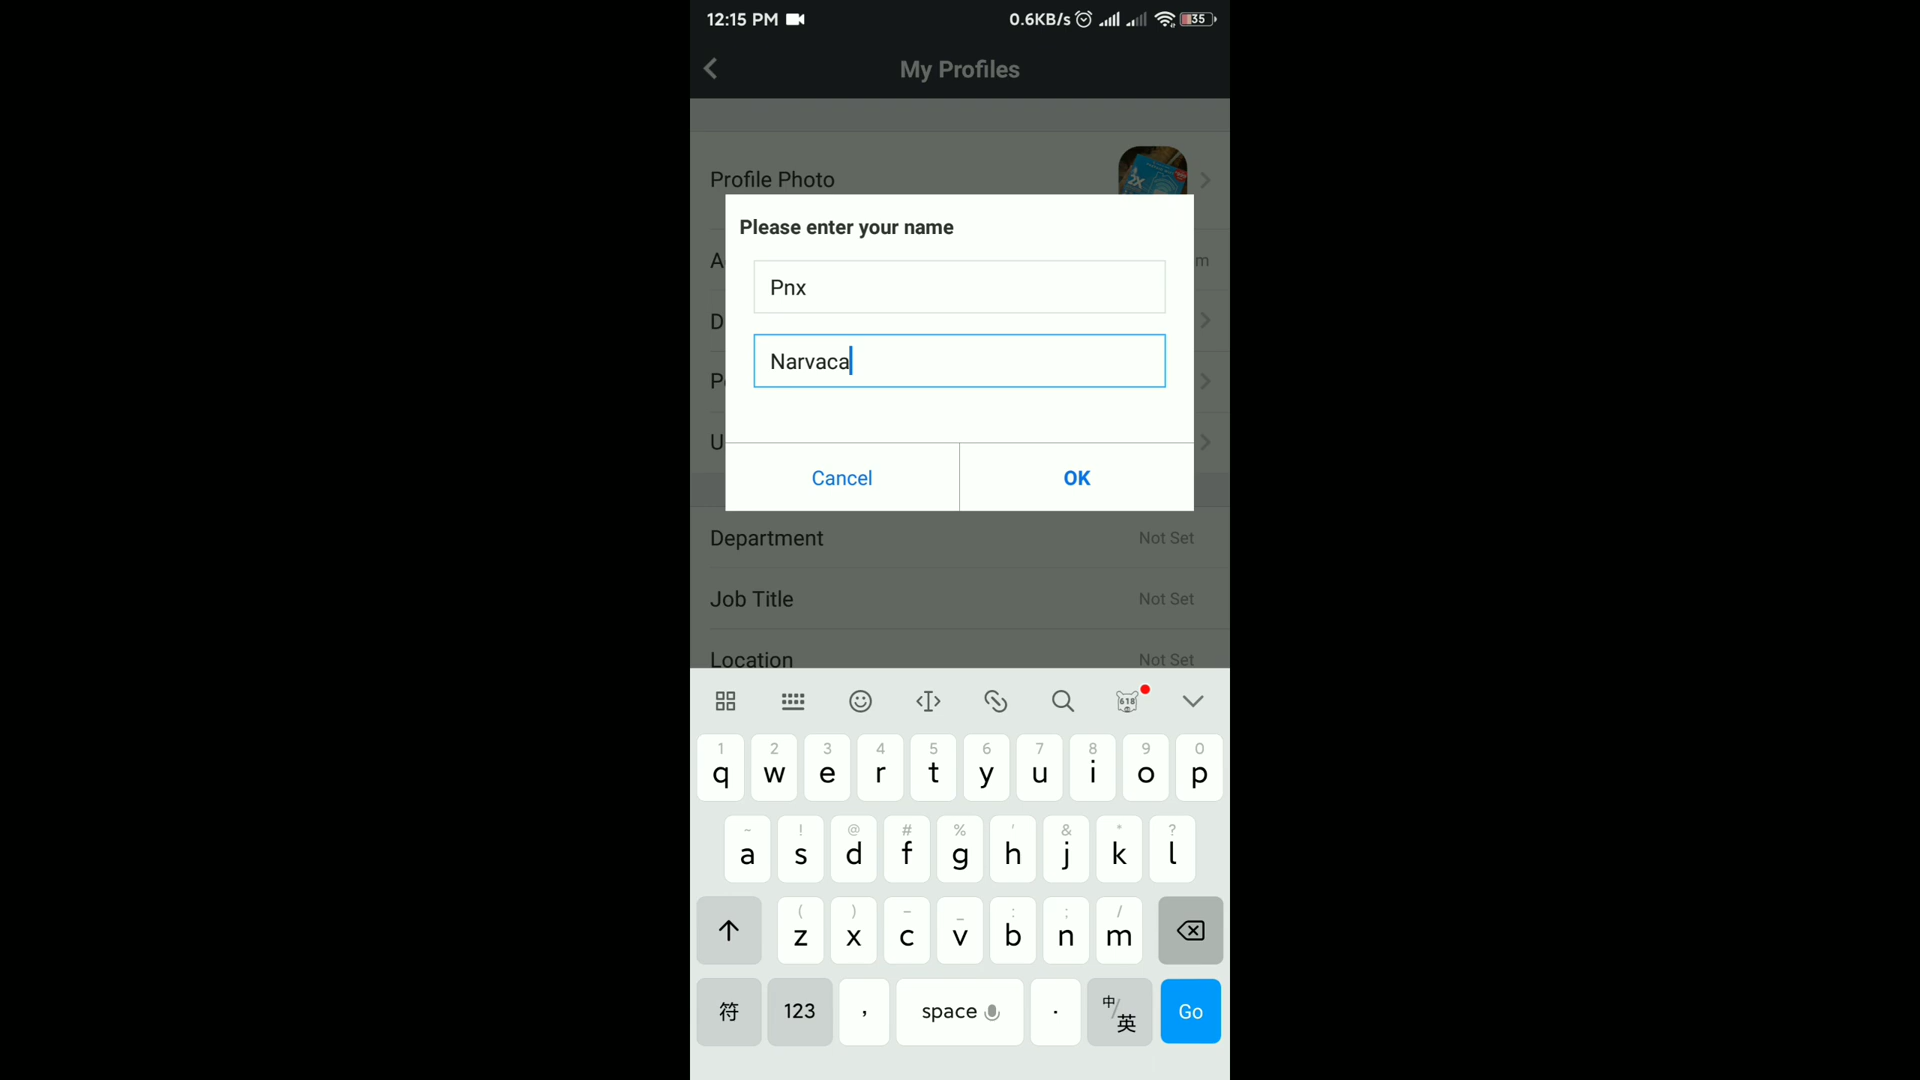 12:15 PM 0.6KB/s 35
My Profiles
Profile Photo
2X
Please enter your name
A m
Pnx
D
Narvaca
P
U
Cancel OK
Department Not Set
Job Title Not Set
Location Not Set
618
1 2 3 4 5 6 7 8 9 0
q w e r t y u i o p
~ ! @ # % ' & * ?
a s d f g h j k l
( ) - _ : ; /
z x c v b n m
符 123 , space . 中/英 Go